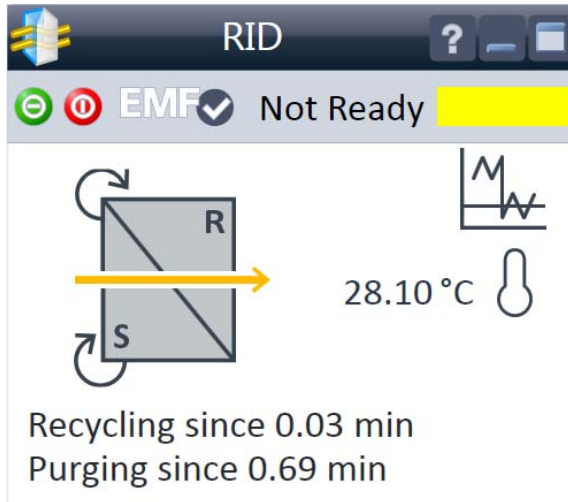 RID
?
EMF Not Ready
R
28.10 °C
S
Recycling since 0.03 min
Purging since 0.69 min